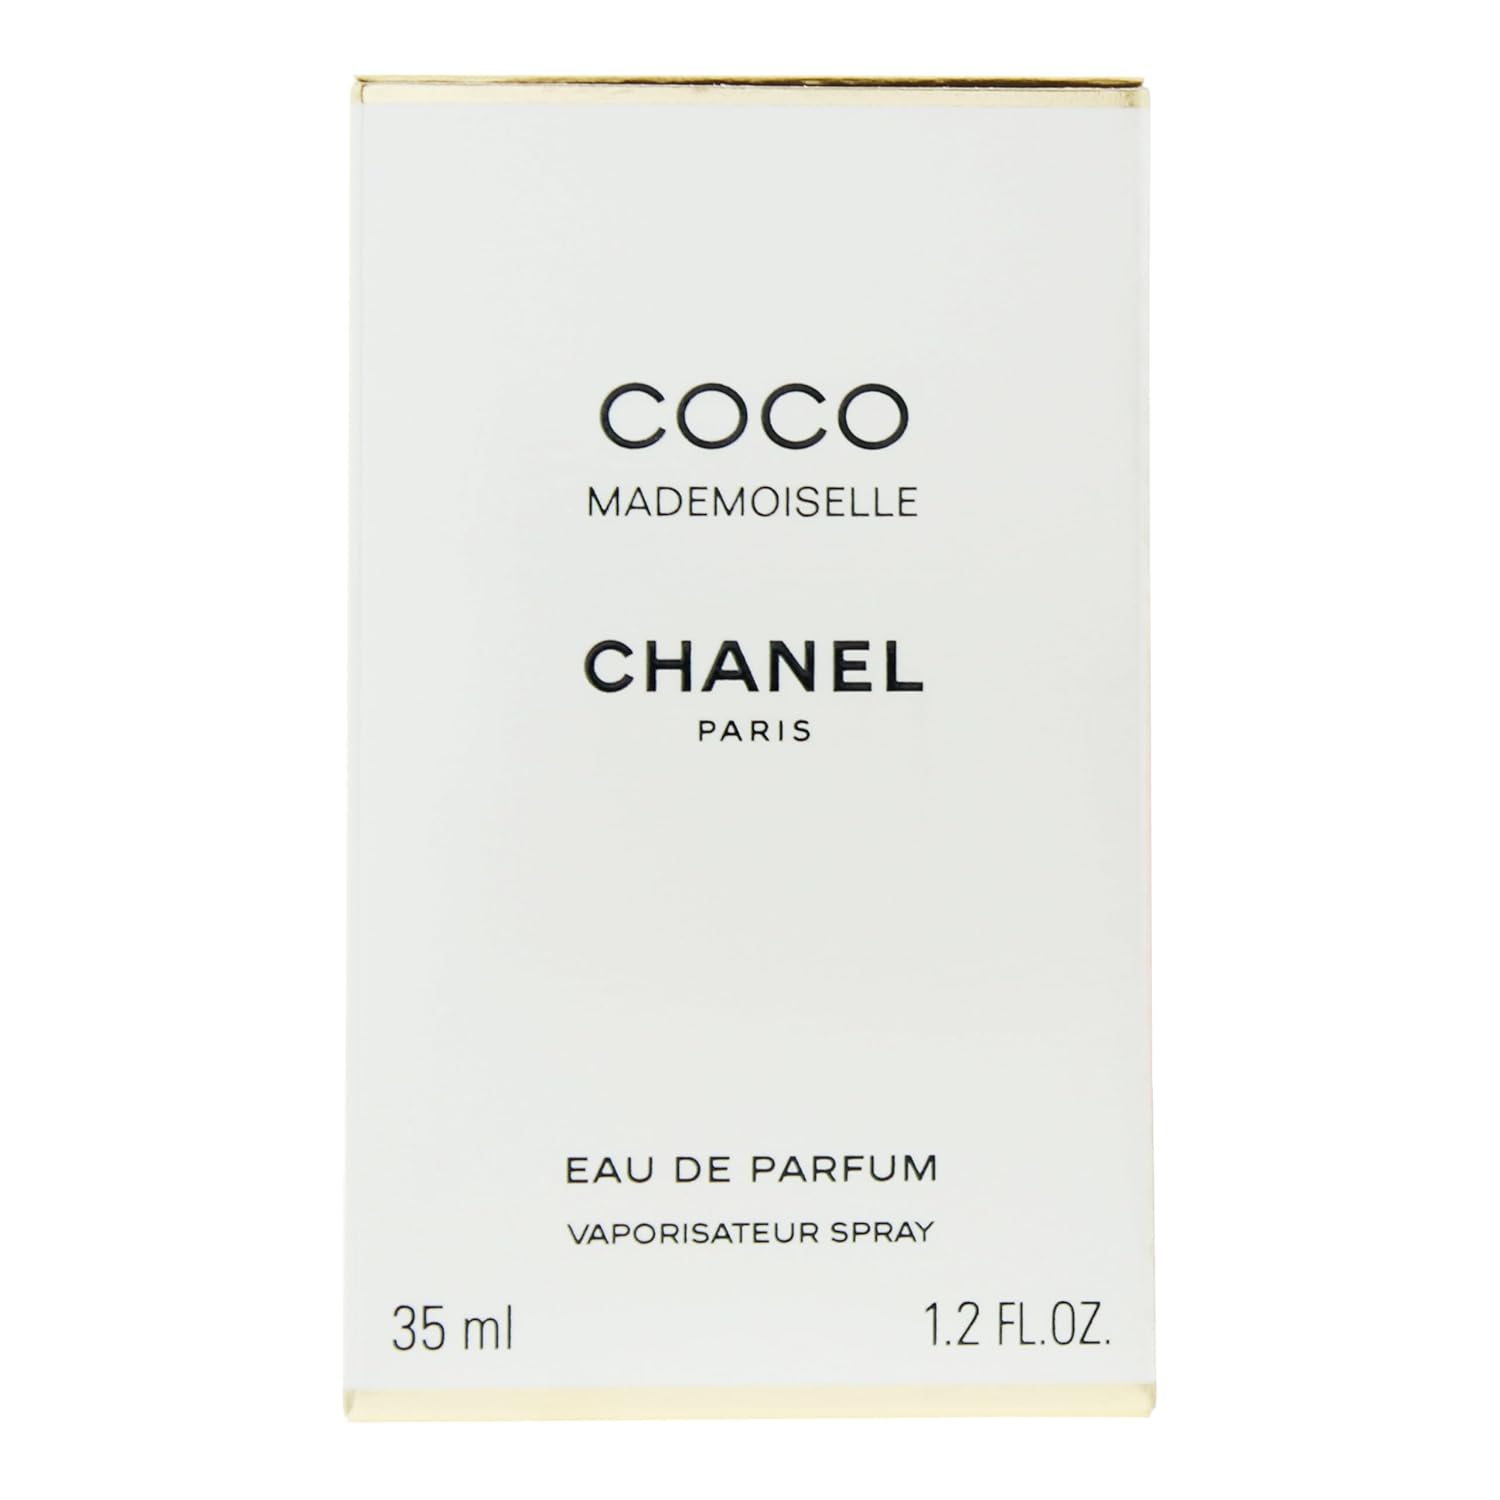 COCO
MADEMOISELLE
CHANEL
PARIS
EAU DE PARFUM
VAPORISATEUR SPRAY
35 ml 1.2 FL.OZ.